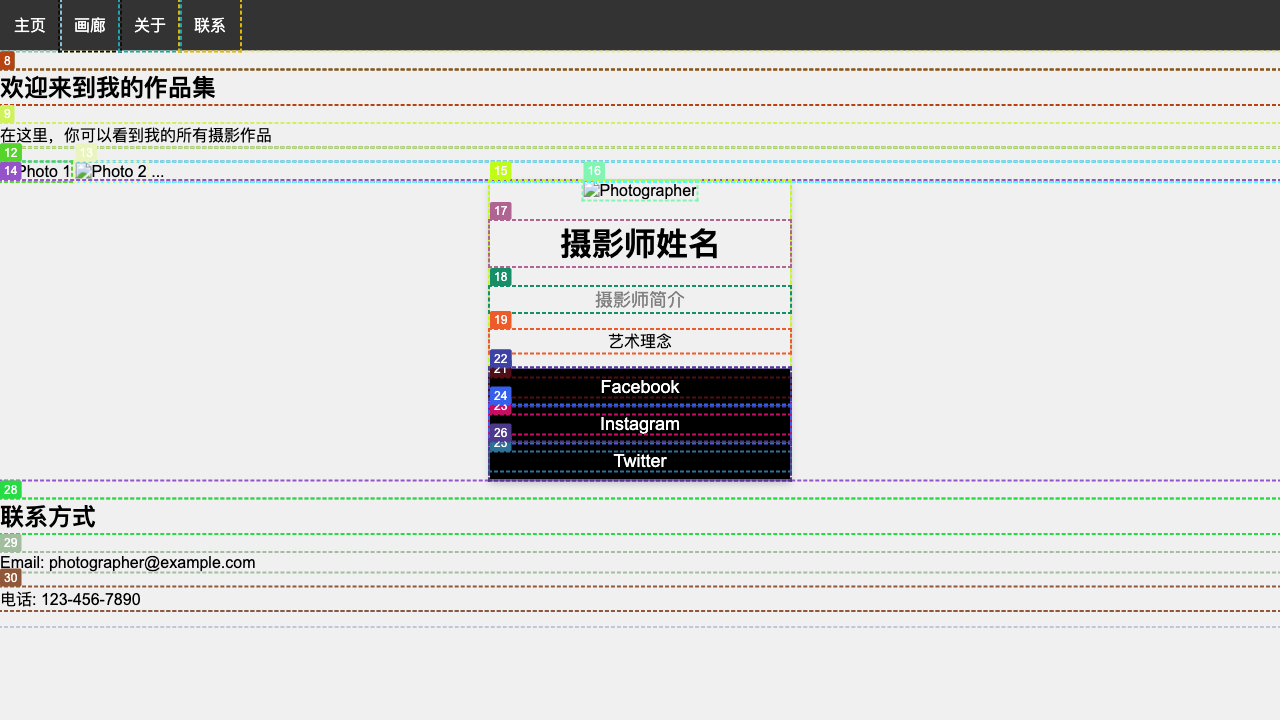 主页 画廊 关于 联系
8
欢迎来到我的作品集
9
在这里，你可以看到我的所有摄影作品
12 13
14 Photo 1 Photo 2 ...
15 16
Photographer
17
摄影师姓名
18
摄影师简介
19
艺术理念
22
21
Facebook
24
23
Instagram
26
25
Twitter
28
联系方式
29
Email: photographer@example.com
30
电话: 123-456-7890